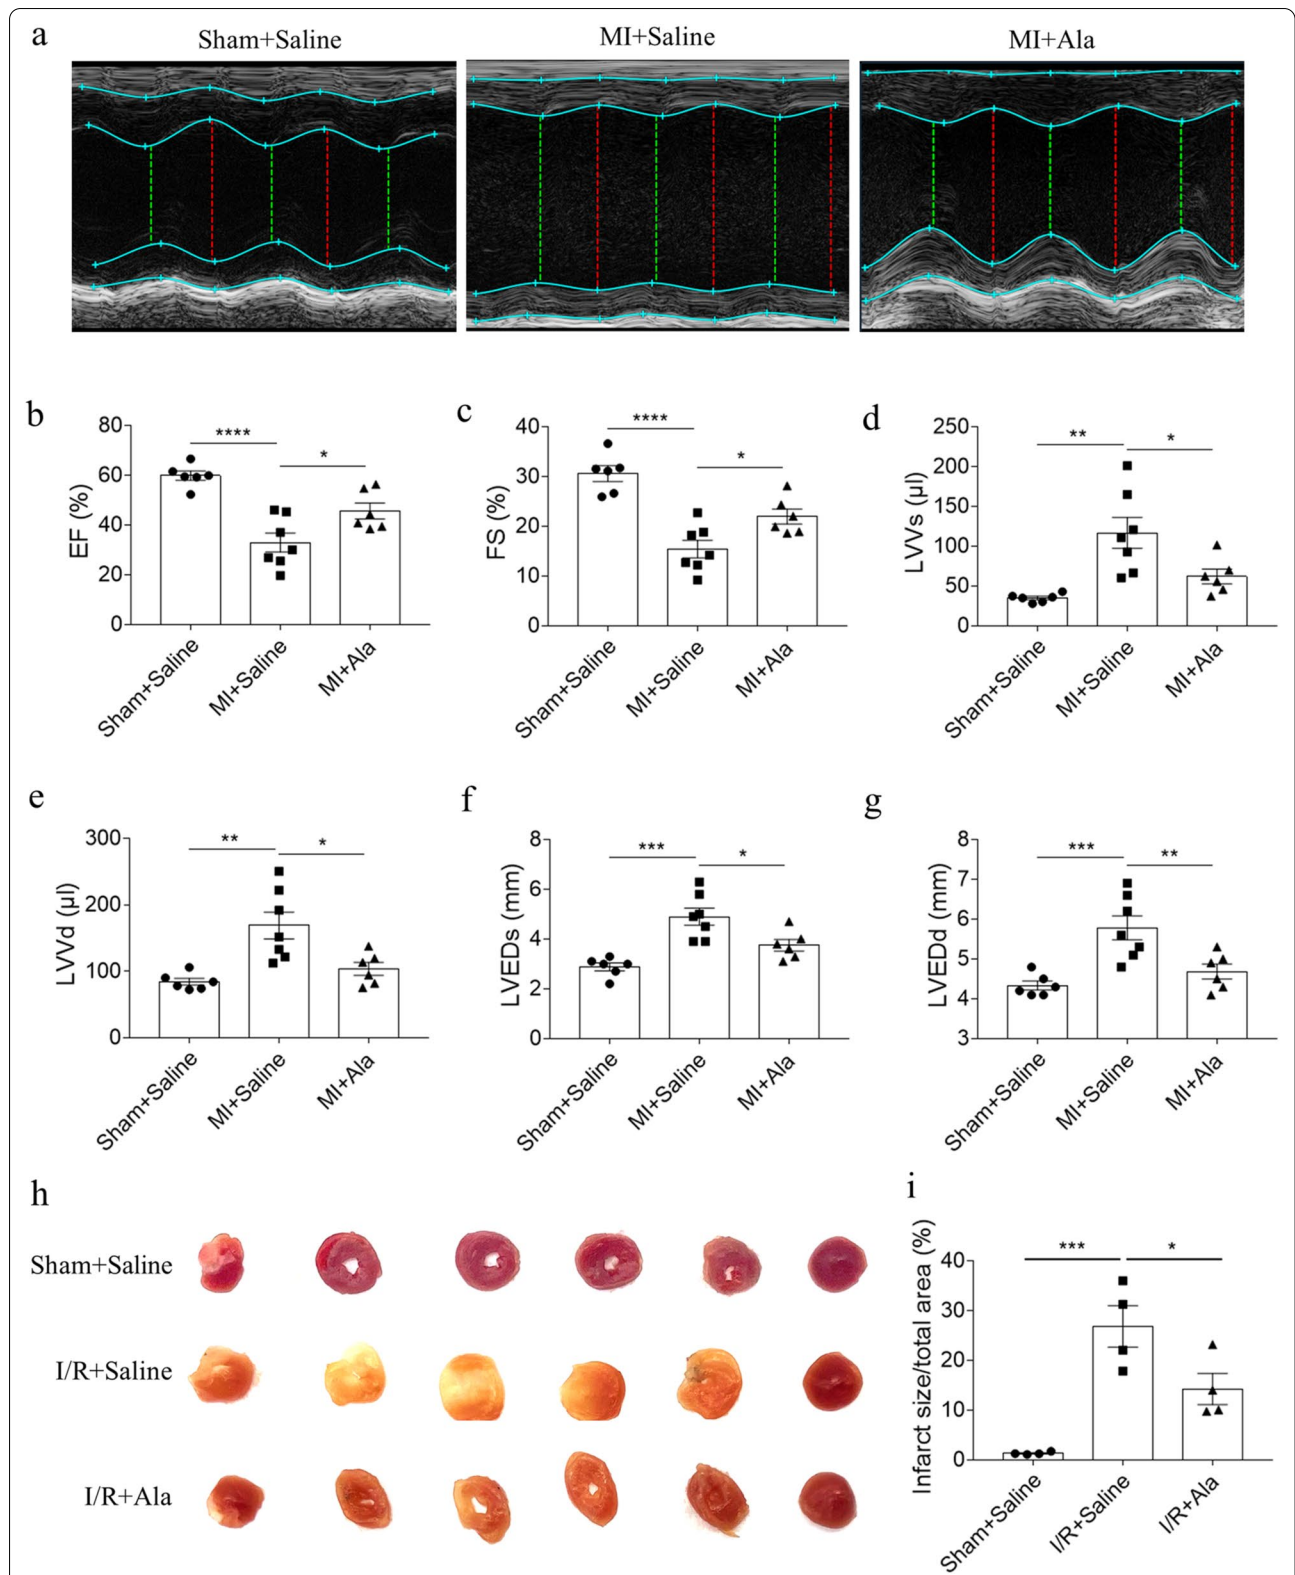 a
Sham+Saline
MI+Saline
MI+Ala
b
EF (%)
80
60
40
20
0
****
*
Sham+Saline
MI+Saline
MI+Ala
c
FS (%)
40
30
20
10
0
****
*
Sham+Saline
MI+Saline
MI+Ala
d
LVVs (µl)
250
200
150
100
50
0
**
*
Sham+Saline
MI+Saline
MI+Ala
e
LVVd (µl)
300
200
100
0
**
*
Sham+Saline
MI+Saline
MI+Ala
f
LVEDs (mm)
8
6
4
2
0
***
*
Sham+Saline
MI+Saline
MI+Ala
g
LVEDd (mm)
8
7
6
5
4
3
***
**
Sham+Saline
MI+Saline
MI+Ala
h
Sham+Saline
I/R+Saline
I/R+Ala
i
Infarct size/total area (%)
40
30
20
10
0
***
*
Sham+Saline
I/R+Saline
I/R+Ala